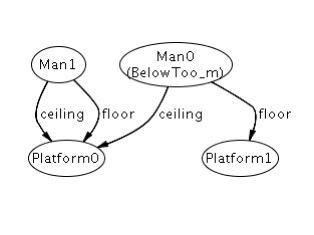 Man1
Man0
(BelowToo_m)
ceiling
floor
ceiling
floor
Platform0
Platform1